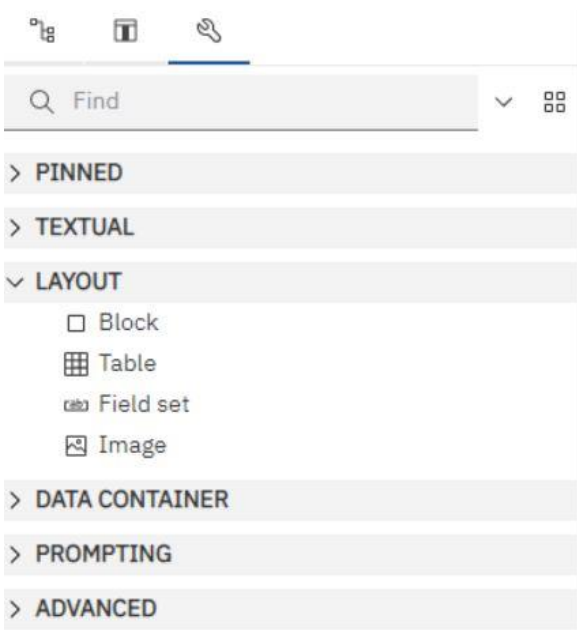 Find
PINNED
TEXTUAL
LAYOUT
Block
Table
Field set
Image
DATA CONTAINER
PROMPTING
ADVANCED